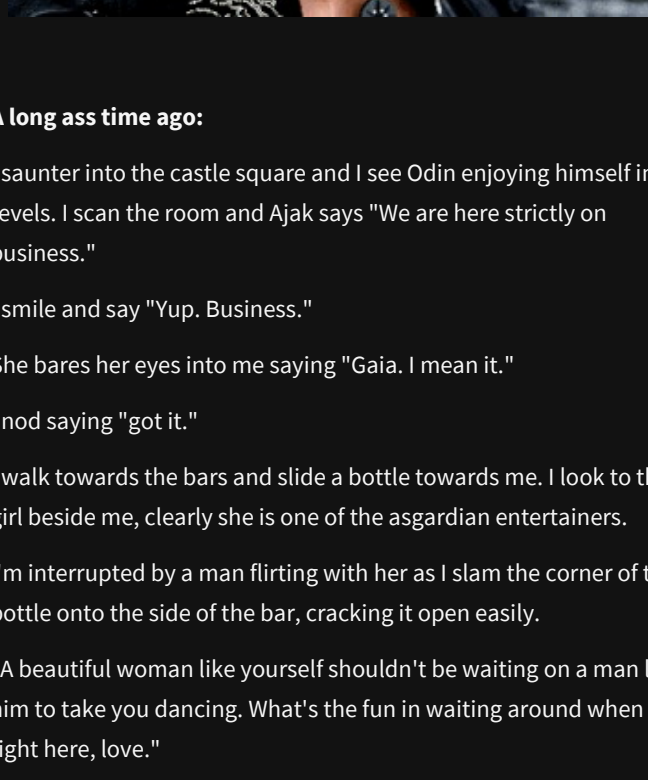 A long ass time ago:
saunter into the castle square and I see Odin enjoying himself in
evels. I scan the room and Ajak says "We are here strictly on
business."
smile and say "Yup. Business."
She bares her eyes into me saying "Gaia. I mean it."
nod saying "got it."
walk towards the bars and slide a bottle towards me. I look to
girl beside me, clearly she is one of the asgardian entertainers.
'm interrupted by a man flirting with her as I slam the corner of
bottle onto the side of the bar, cracking it open easily.
A beautiful woman like yourself shouldn't be waiting on a man
him to take you dancing. What's the fun in waiting around when
right here, love."